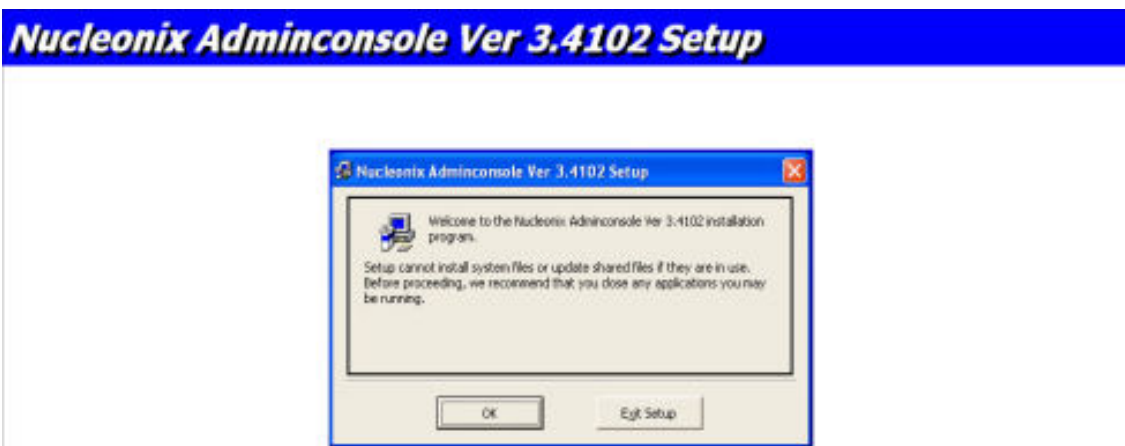 Nucleonix Adminconsole Ver 3.4102 Setup
Nucleonix Adminconsole Ver 3.4102 Setup
Welcome to the Nucleonix Adminconsole Ver 3.4102 installation
program.
Setup cannot install system files or update shared files if they are in use.
Before proceeding, we recommend that you close any applications you may
be running.
OK
Exit Setup